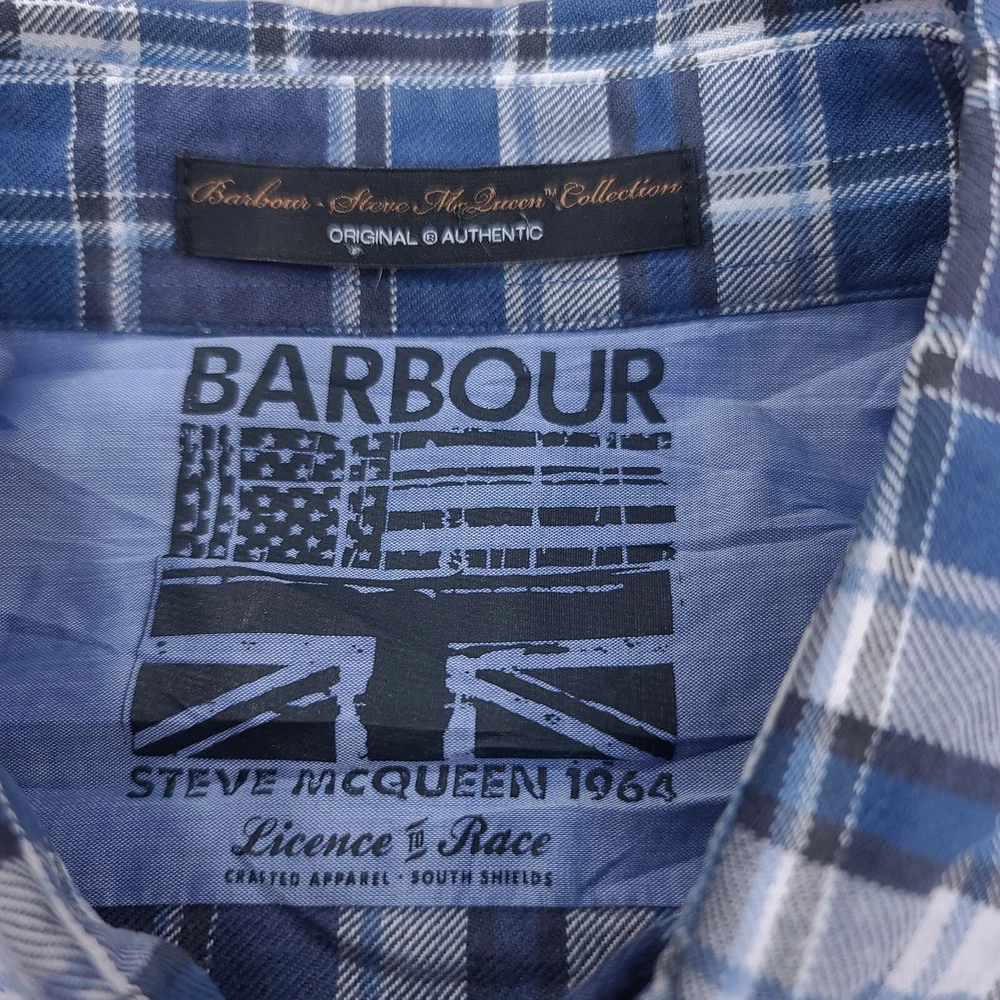 Barbour · Steve McQueen™ Collection
ORIGINAL ® AUTHENTIC
BARBOUR
STEVE McQUEEN 1964
Licence TO Race
CRAFTED APPAREL · SOUTH SHIELDS